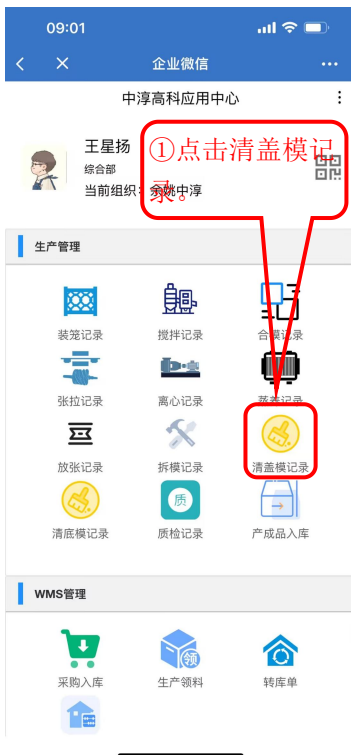 09:01
企业微信
中淳高科应用中心
王星扬
综合部
当前组织：余姚中淳
①点击清盖模记录。
生产管理
装笼记录 搅拌记录 合模记录
张拉记录 离心记录 蒸养记录
放张记录 拆模记录 清盖模记录
质
清底模记录 质检记录 产成品入库
WMS管理
领
采购入库 生产领料 转库单